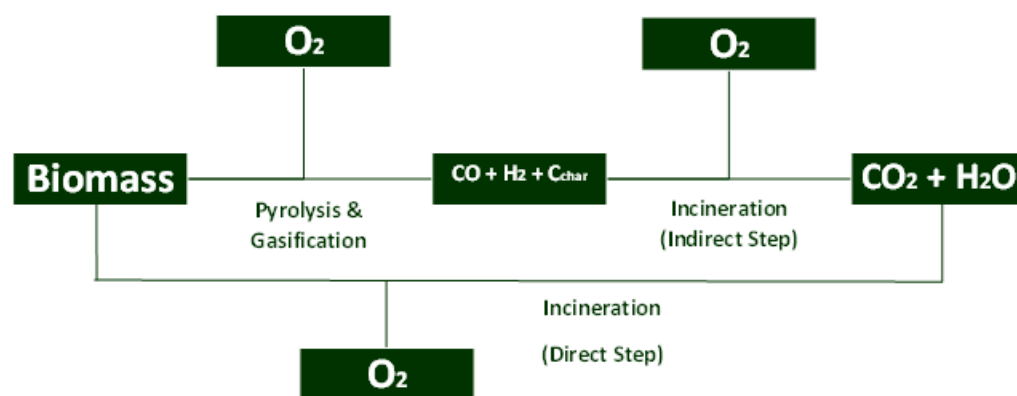 O₂
O₂
Biomass
CO + H₂ + Cchar
CO₂ + H₂O
Pyrolysis &
Gasification
Incineration
(Indirect Step)
Incineration
(Direct Step)
O₂